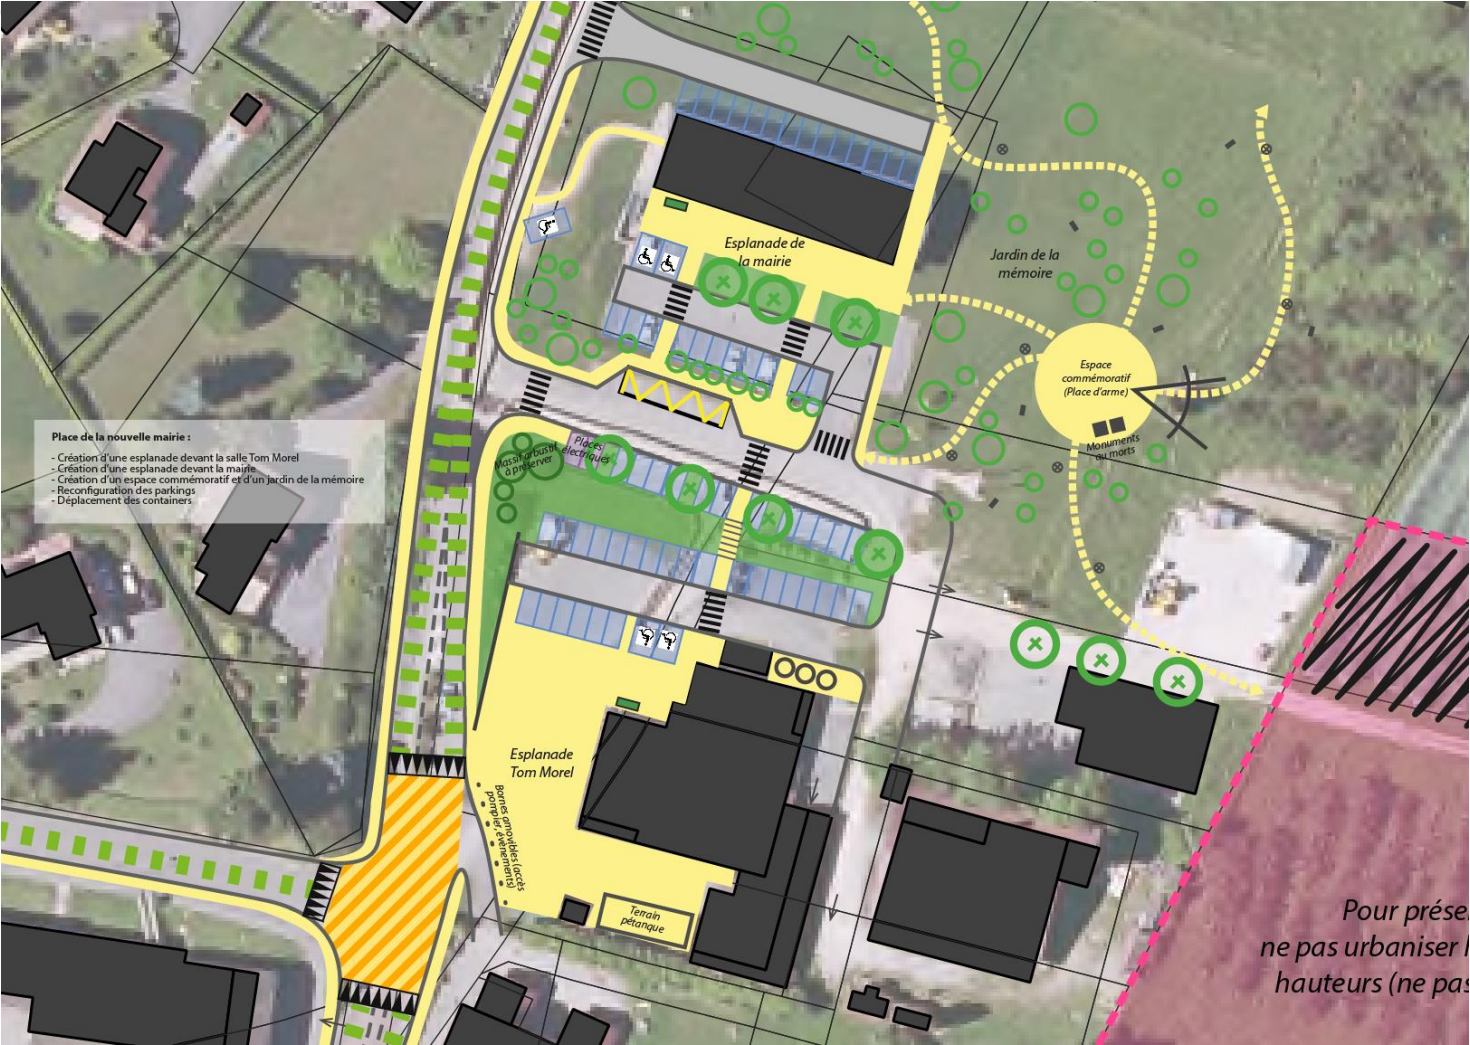 Esplanade de
la mairie
Jardin de la
mémoire
Espace
commémoratif
(Place d'arme)
Monuments
au morts
Place de la nouvelle mairie :
- Création d'une esplanade devant la salle Tom Morel
- Création d'une esplanade devant la mairie
- Création d'un espace commémoratif et d'un jardin de la mémoire
- Reconfiguration des parkings
- Déplacement des containers
Places
électriques
Massif arbustif
à préserver
Esplanade
Tom Morel
Bornes amovibles (accès
pompier, évènements)
Terrain
pétanque
Pour prése
ne pas urbaniser l
hauteurs (ne pas